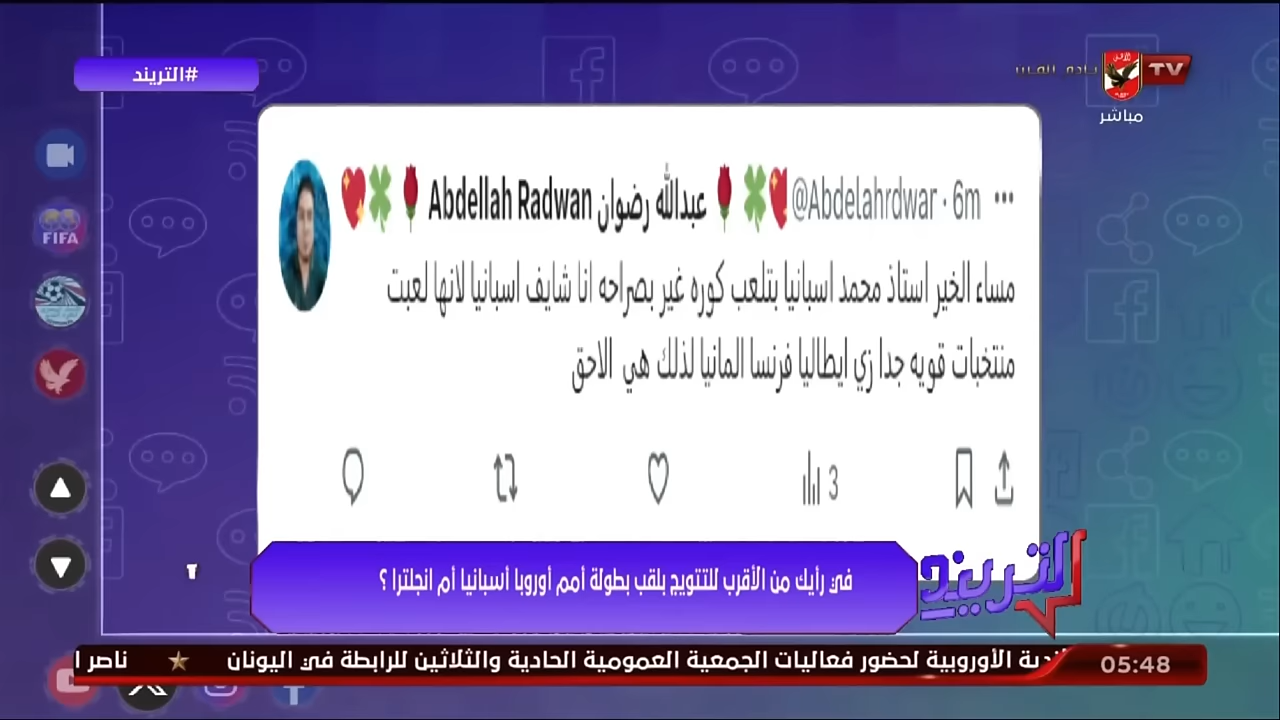 #التريند
نادي القرن
TV
مباشر
FIFA
💖🍀🌹 Abdellah Radwan عبدالله رضوان 🌹🍀💖 @Abdelahrdwar · 6m ...
مساء الخير استاذ محمد اسبانيا بتلعب كوره غير بصراحه انا شايف اسبانيا لانها لعبت
منتخبات قويه جدا زي ايطاليا فرنسا المانيا لذلك هي الاحق
3
التريند
في رأيك من الأقرب للتتويج بلقب بطولة أمم أوروبا أسبانيا أم انجلترا ؟
الأوروبية لحضور فعاليات الجمعية العمومية الحادية والثلاثين للرابطة في اليونان ★ ناصر
05:48